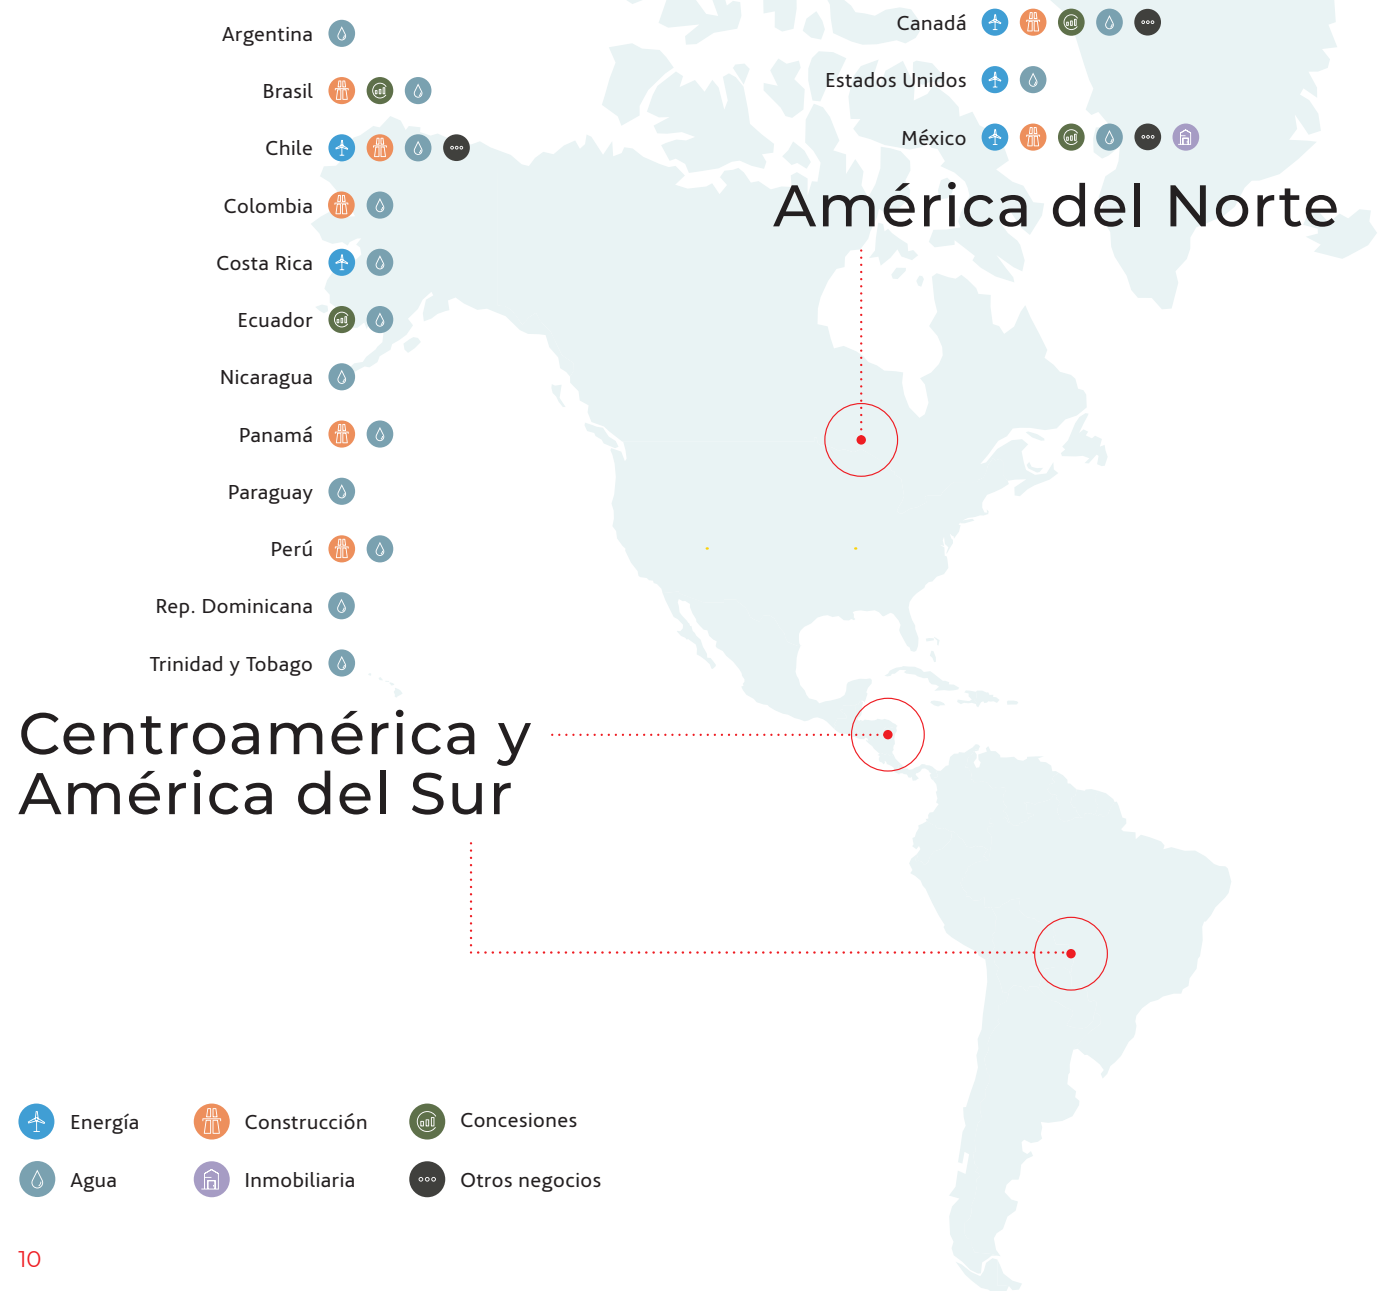 Argentina
Brasil
Chile
Colombia
Costa Rica
Ecuador
Nicaragua
Panamá
Paraguay
Perú
Rep. Dominicana
Trinidad y Tobago
Centroamérica y
América del Sur
Canadá
Estados Unidos
México
América del Norte
Energía
Construcción
Concesiones
Agua
Inmobiliaria
Otros negocios
10